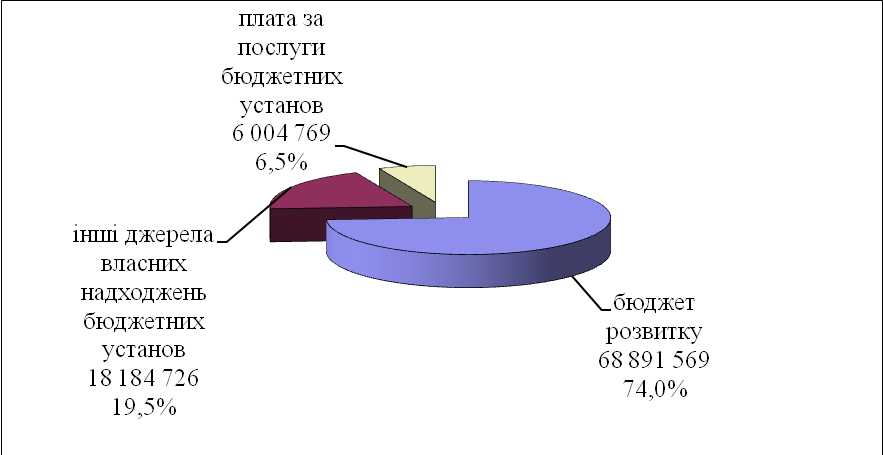 плата за
послуги
бюджетних
установ
6 004 769
6,5%
інші джерела
власних
надходжень
бюджетних
установ
18 184 726
19,5%
бюджет
розвитку
68 891 569
74,0%